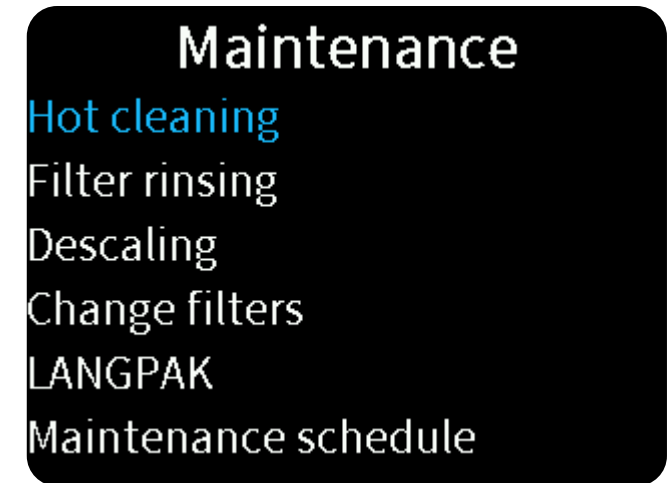 Maintenance
Hot cleaning
Filter rinsing
Descaling
Change filters
LANGPAK
Maintenance schedule